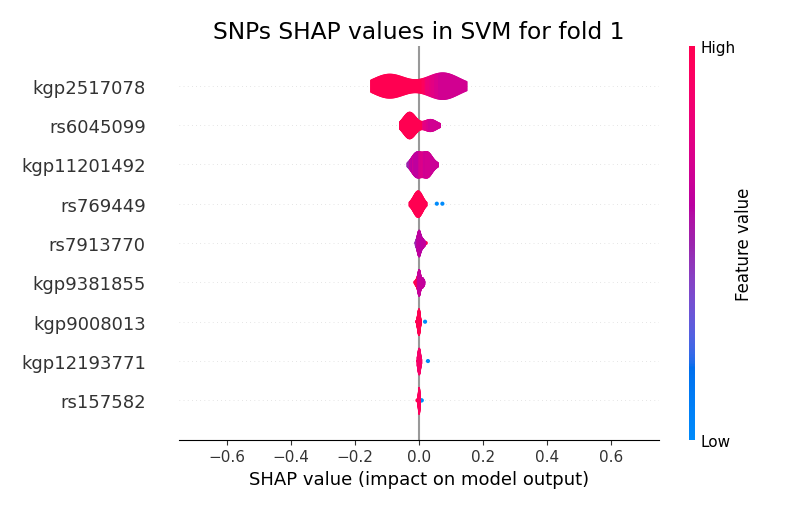 SNPs SHAP values in SVM for fold 1
High
kgp2517078
rs6045099
kgp11201492
rs769449
rs7913770
kgp9381855
kgp9008013
kgp12193771
rs157582
Feature value
Low
−0.6 −0.4 −0.2 0.0 0.2 0.4 0.6
SHAP value (impact on model output)